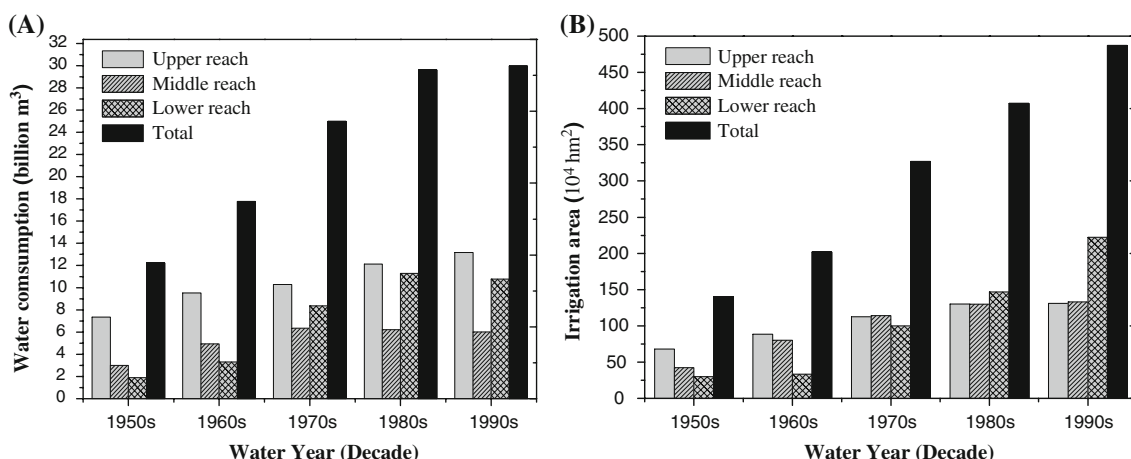 (A)
32
30
28
26
24
22
20
18
16
14
12
10
8
6
4
2
0
Water comsumption (billion m³)
Upper reach
Middle reach
Lower reach
Total
1950s 1960s 1970s 1980s 1990s
Water Year (Decade)
(B)
500
450
400
350
300
250
200
150
100
50
0
Irrigation area (10⁴ hm²)
Upper reach
Middle reach
Lower reach
Total
1950s 1960s 1970s 1980s 1990s
Water Year (Decade)